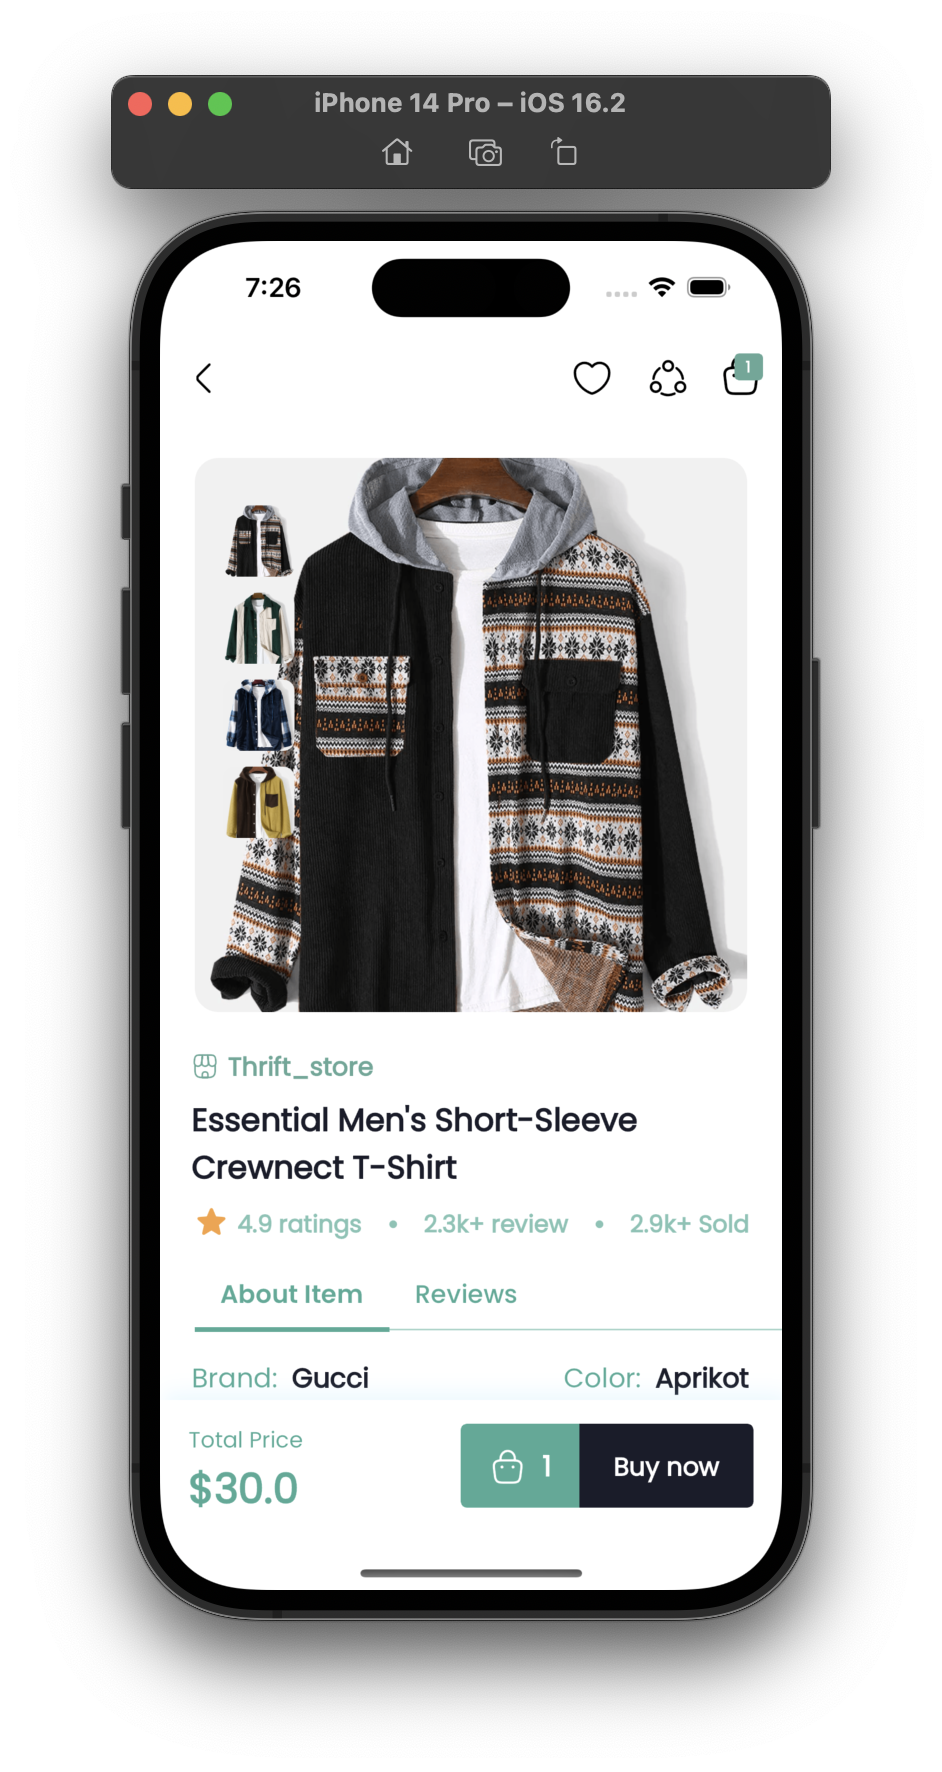 iPhone 14 Pro – iOS 16.2
7:26
1
Thrift_store
Essential Men's Short-Sleeve
Crewnect T-Shirt
4.9 ratings • 2.3k+ review • 2.9k+ Sold
About Item Reviews
Brand: Gucci Color: Aprikot
Total Price
$30.0
1 Buy now